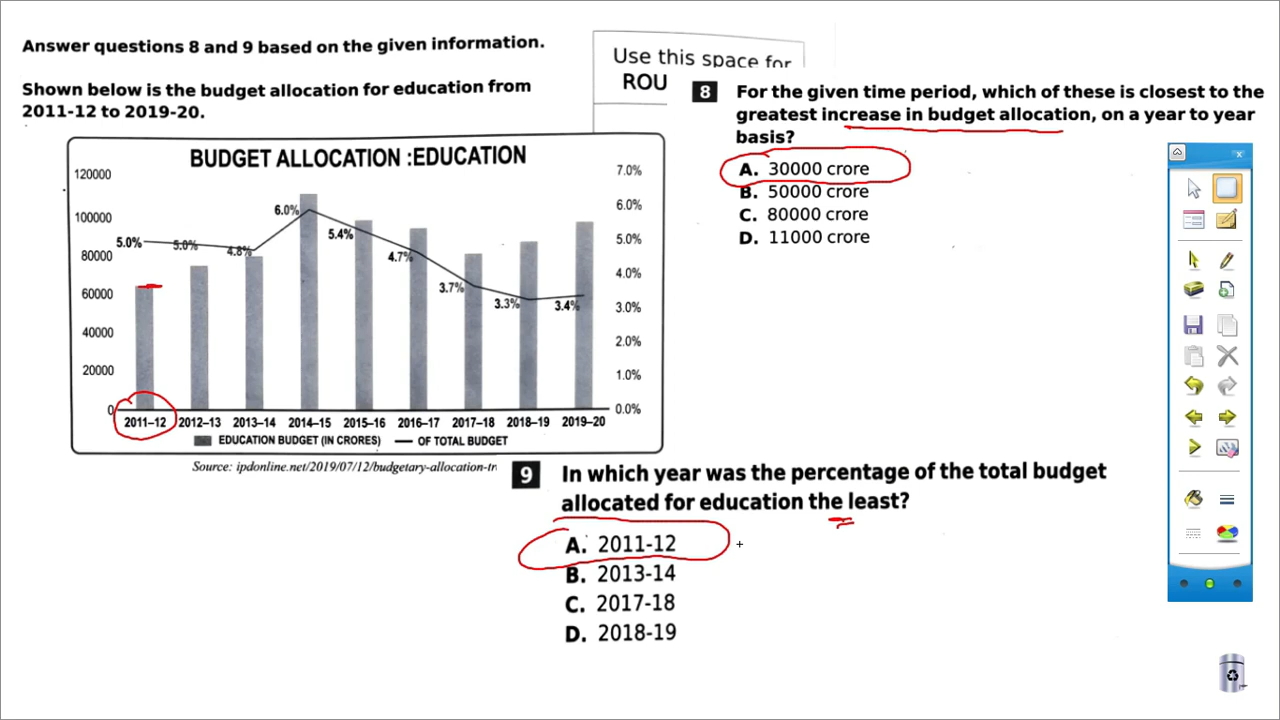 Answer questions 8 and 9 based on the given information.
Shown below is the budget allocation for education from
2011-12 to 2019-20.
Use this space for
ROU
BUDGET ALLOCATION :EDUCATION
120000
100000
80000
60000
40000
20000
0
7.0%
6.0%
5.0%
4.0%
3.0%
2.0%
1.0%
0.0%
5.0%
5.0%
4.8%
6.0%
5.4%
4.7%
3.7%
3.3%
3.4%
2011–12 2012–13 2013–14 2014–15 2015–16 2016–17 2017–18 2018–19 2019–20
EDUCATION BUDGET (IN CRORES) OF TOTAL BUDGET
Source: ipdonline.net/2019/07/12/budgetary-allocation-tr
8 For the given time period, which of these is closest to the
greatest increase in budget allocation, on a year to year
basis?
A. 30000 crore
B. 50000 crore
C. 80000 crore
D. 11000 crore
9 In which year was the percentage of the total budget
allocated for education the least?
A. 2011-12
B. 2013-14
C. 2017-18
D. 2018-19